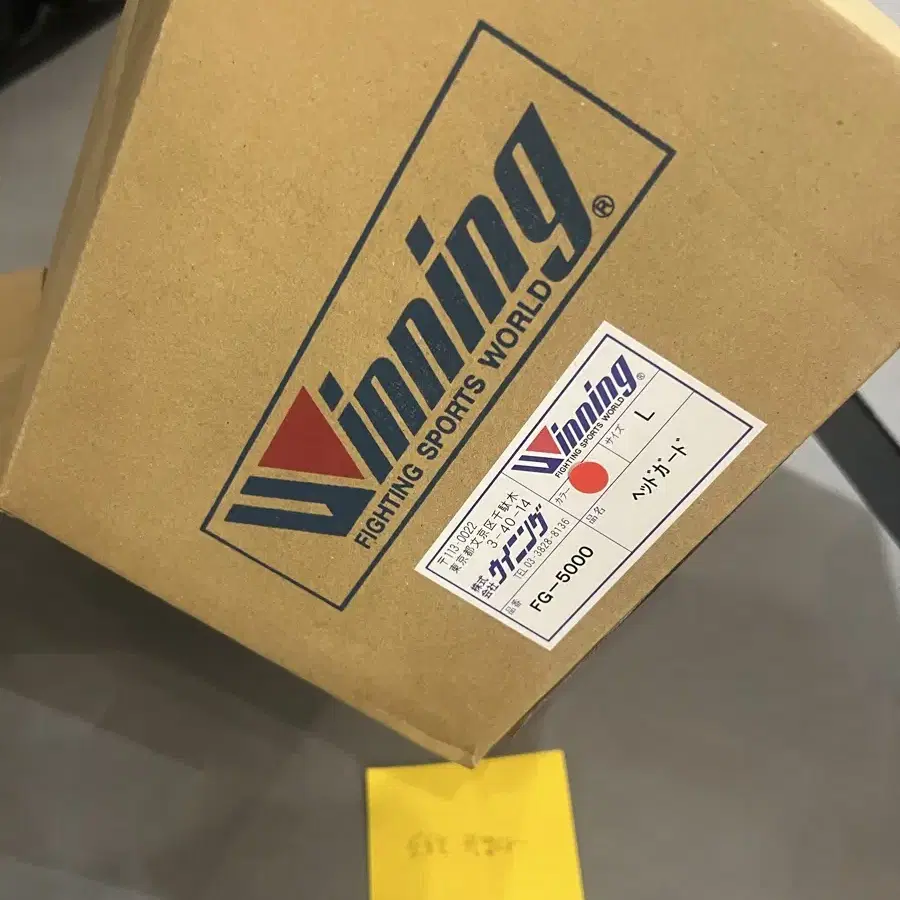 Winning®
FIGHTING SPORTS WORLD
Winning®
FIGHTING SPORTS WORLD
〒113-0022
東京都文京区千駄木
3-40-14
株式会社 ウイニング
TEL 03-3828-8136
カラー
サイズ L
品番 FG-5000
品名 ヘッドガード